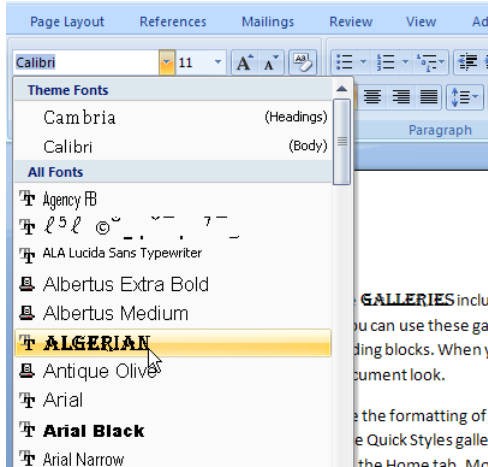 Page Layout References Mailings Review View Ad
Calibri 11
Paragraph
Theme Fonts
Cambria (Headings)
Calibri (Body)
All Fonts
Agency FB
ALA Lucida Sans Typewriter
Albertus Extra Bold
Albertus Medium
ALGERIAN
Antique Olive
Arial
Arial Black
Arial Narrow
GALLERIES inclu
ou can use these ga
ding blocks. When y
cument look.
e the formatting of
e Quick Styles galle
the Home tab. Mo